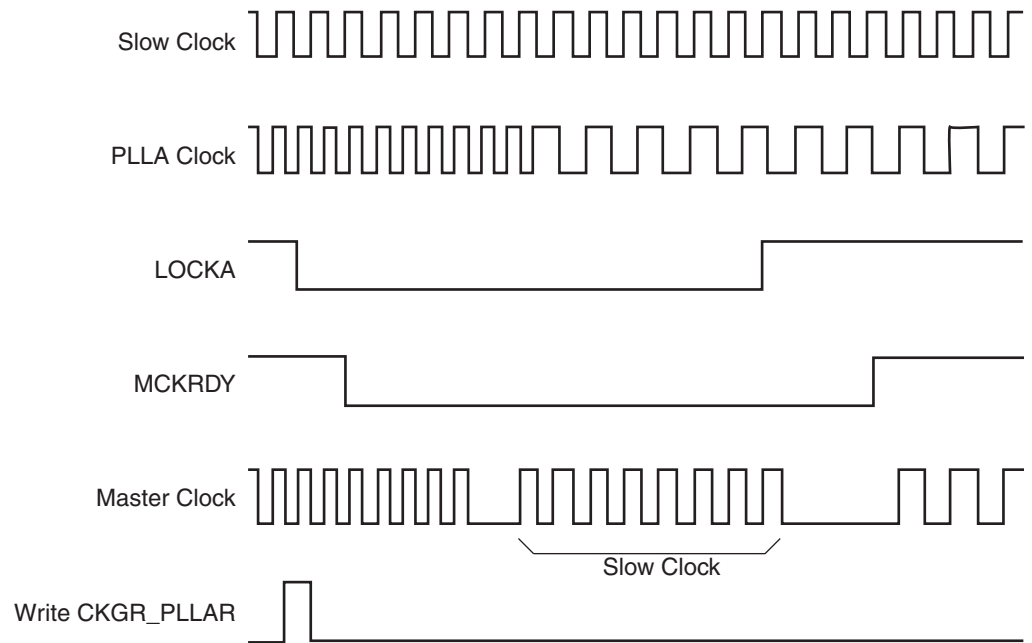 Slow Clock
PLLA Clock
LOCKA
MCKRDY
Master Clock
Slow Clock
Write CKGR_PLLAR